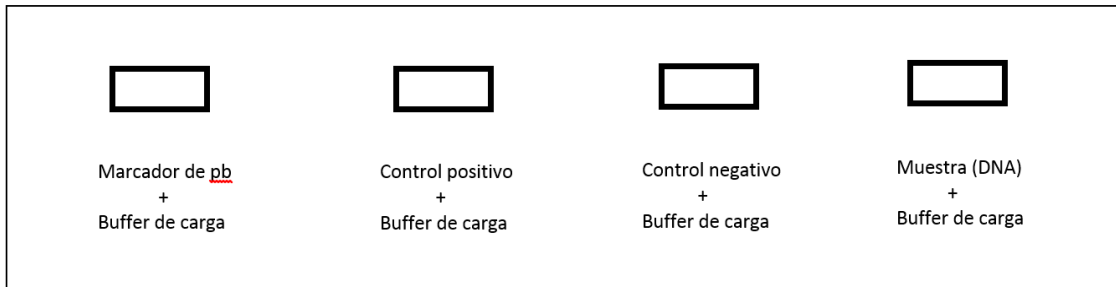 Marcador de pb
+
Buffer de carga
Control positivo
+
Buffer de carga
Control negativo
+
Buffer de carga
Muestra (DNA)
+
Buffer de carga